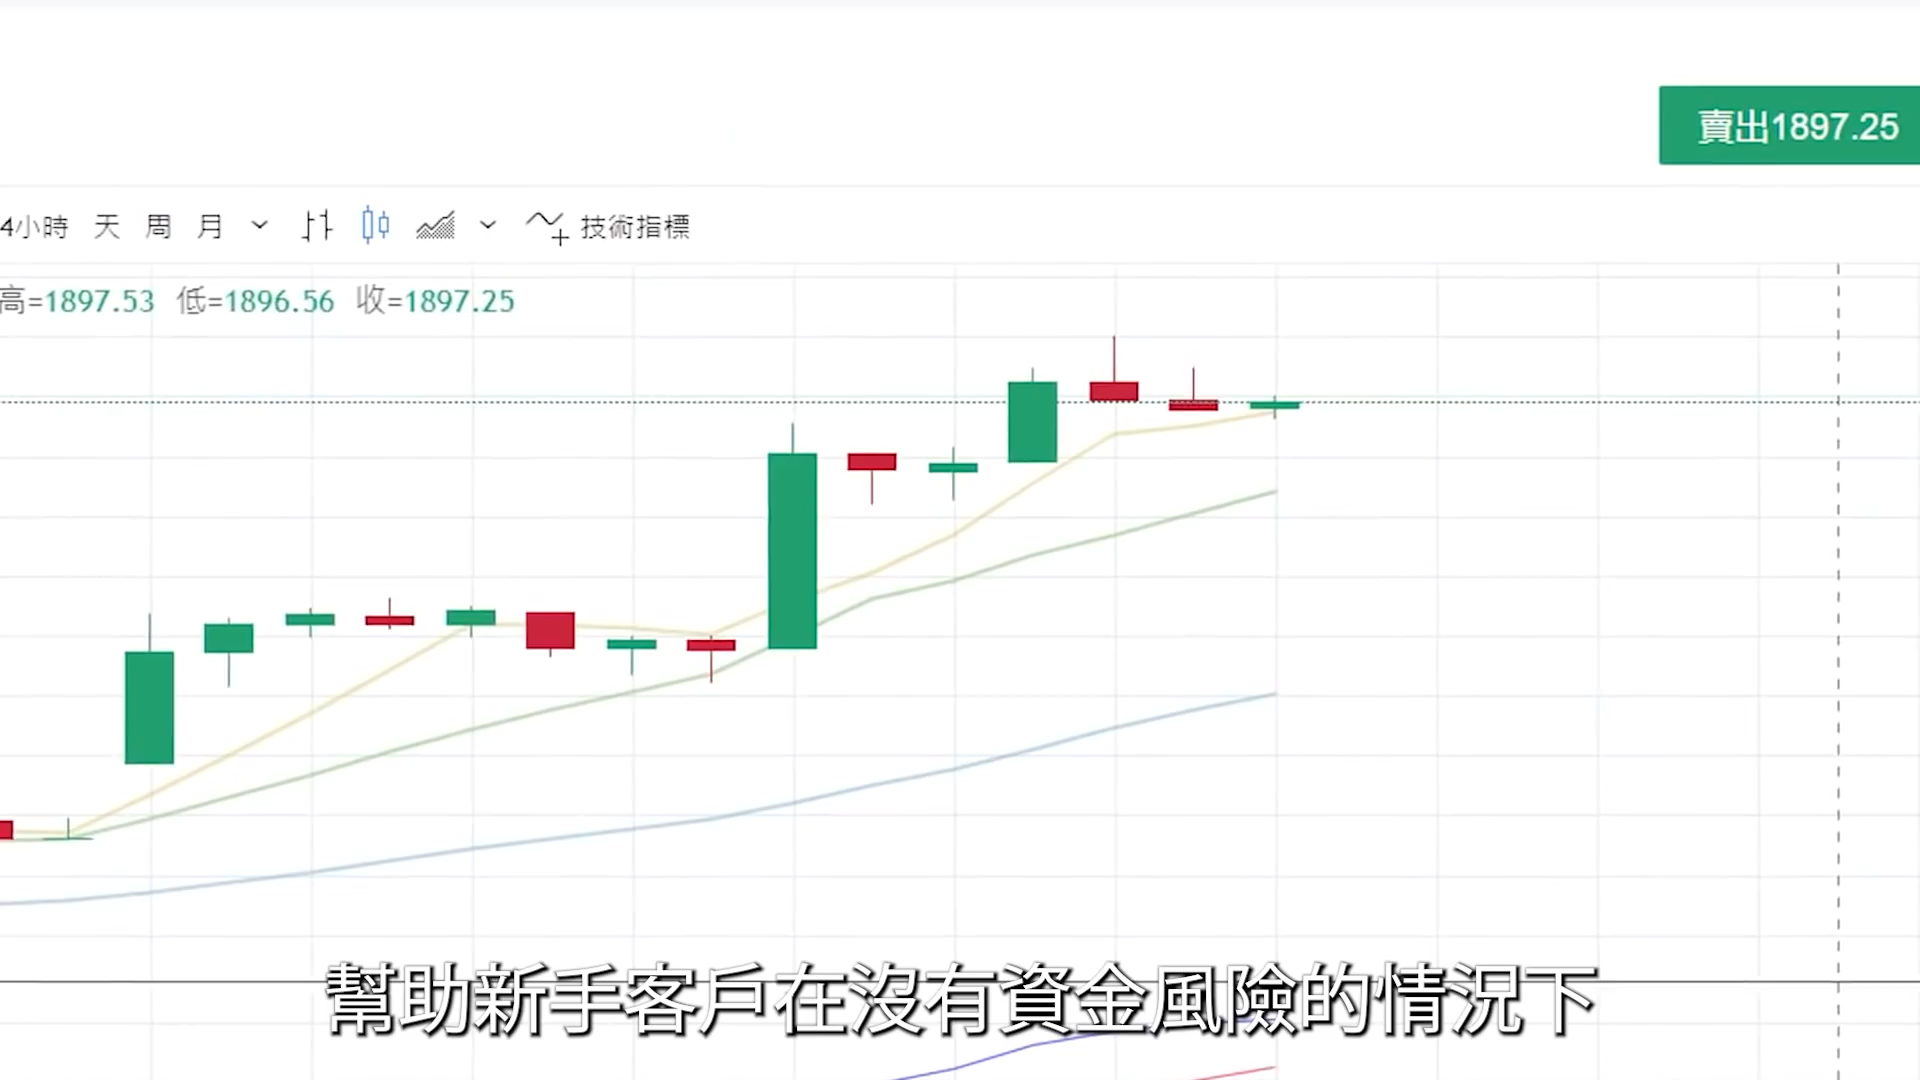 賣出1897.25
4小時 天 周 月 技術指標
高=1897.53 低=1896.56 收=1897.25
幫助新手客戶在沒有資金風險的情況下